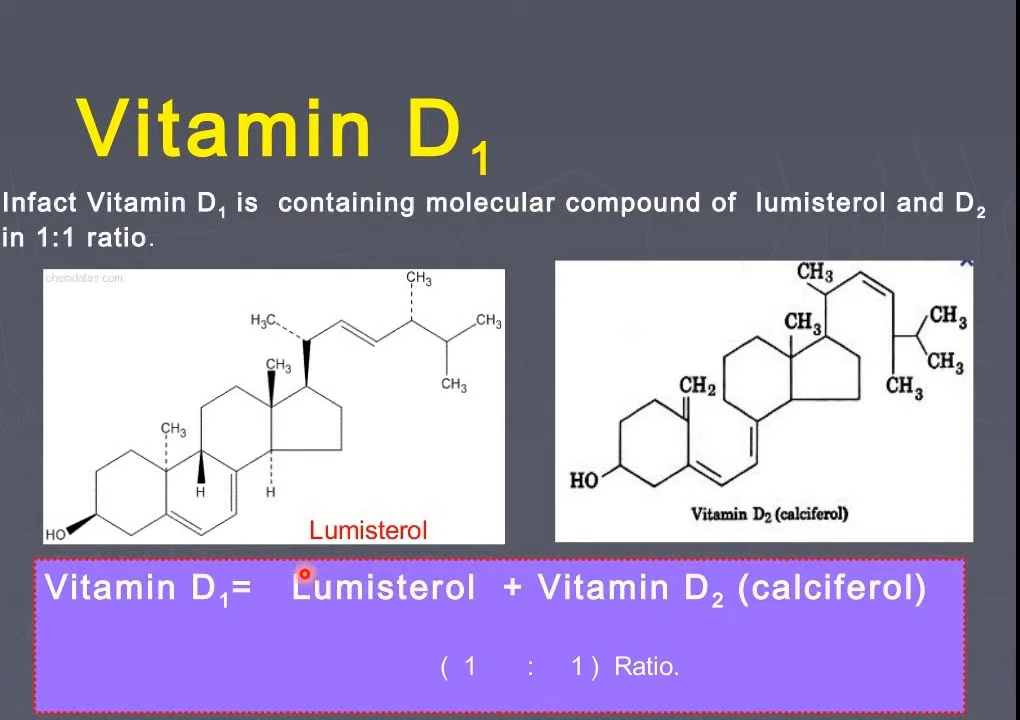 Vitamin D₁
Infact Vitamin D₁ is containing molecular compound of lumisterol and D₂
in 1:1 ratio.
CH₃
H₃C
CH₃
CH₃
CH₃
CH₃
H
H
HO
Lumisterol
CH₃
CH₃
CH₃
CH₃
CH₂
CH₃
HO
Vitamin D₂ (calciferol)
Vitamin D₁= Lumisterol + Vitamin D₂ (calciferol)
( 1 : 1 ) Ratio.